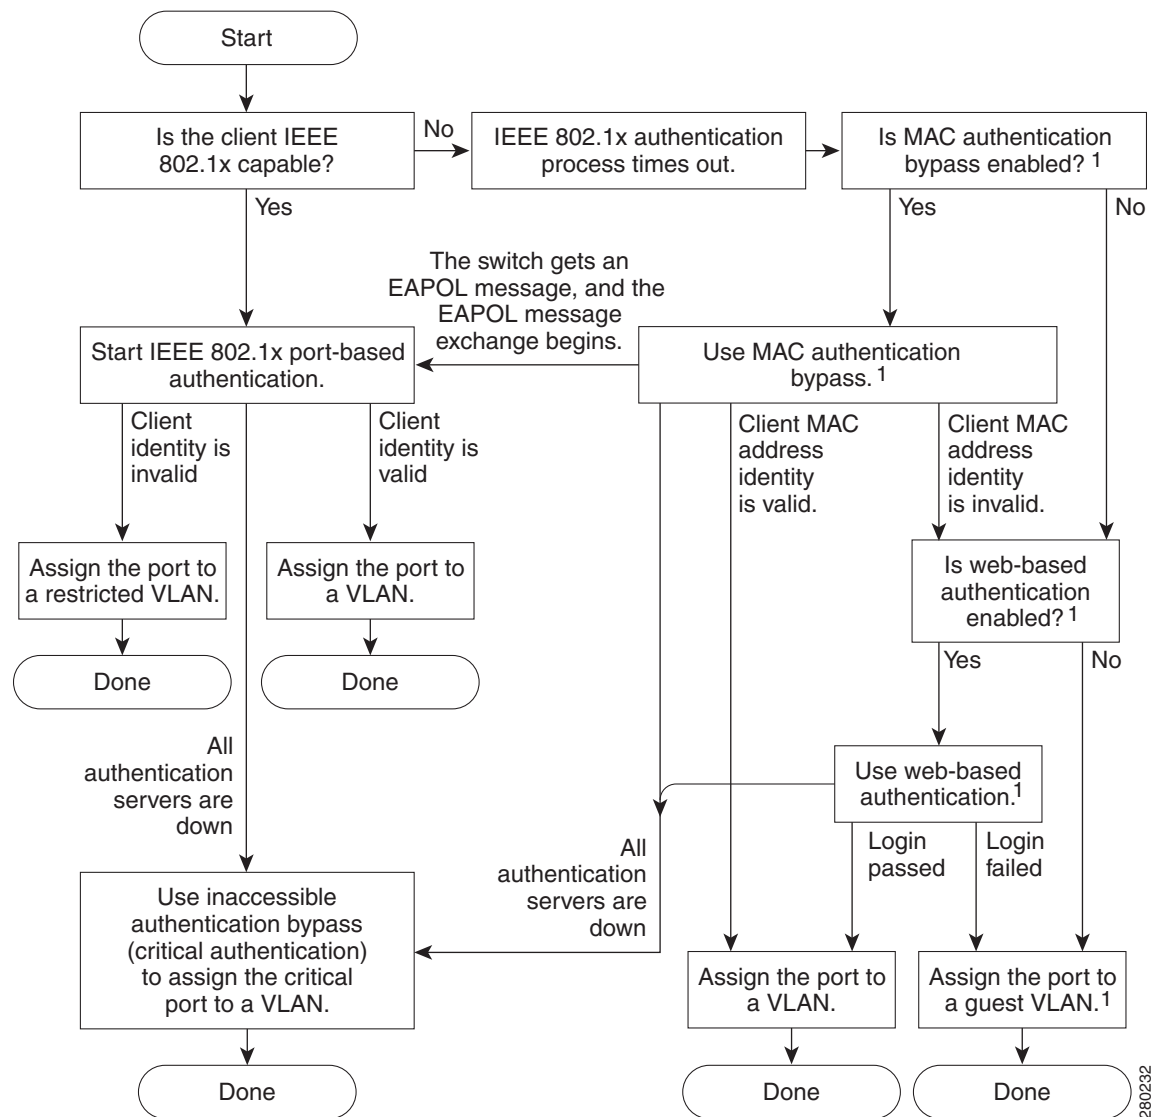 Start
Is the client IEEE
802.1x capable?
No
IEEE 802.1x authentication
process times out.
Is MAC authentication
bypass enabled? 1
Yes
Yes
No
The switch gets an
EAPOL message, and the
EAPOL message
exchange begins.
Start IEEE 802.1x port-based
authentication.
Use MAC authentication
bypass. 1
Client
identity is
invalid
Client
identity is
valid
Client MAC
address
identity
is valid.
Client MAC
address
identity
is invalid.
Assign the port to
a restricted VLAN.
Assign the port to
a VLAN.
Is web-based
authentication
enabled? 1
Done
Done
Yes
No
All
authentication
servers are
down
Use web-based
authentication.1
Login
passed
Login
failed
All
authentication
servers are
down
Use inaccessible
authentication bypass
(critical authentication)
to assign the critical
port to a VLAN.
Assign the port to
a VLAN.
Assign the port to
a guest VLAN.1
Done
Done
Done
280232